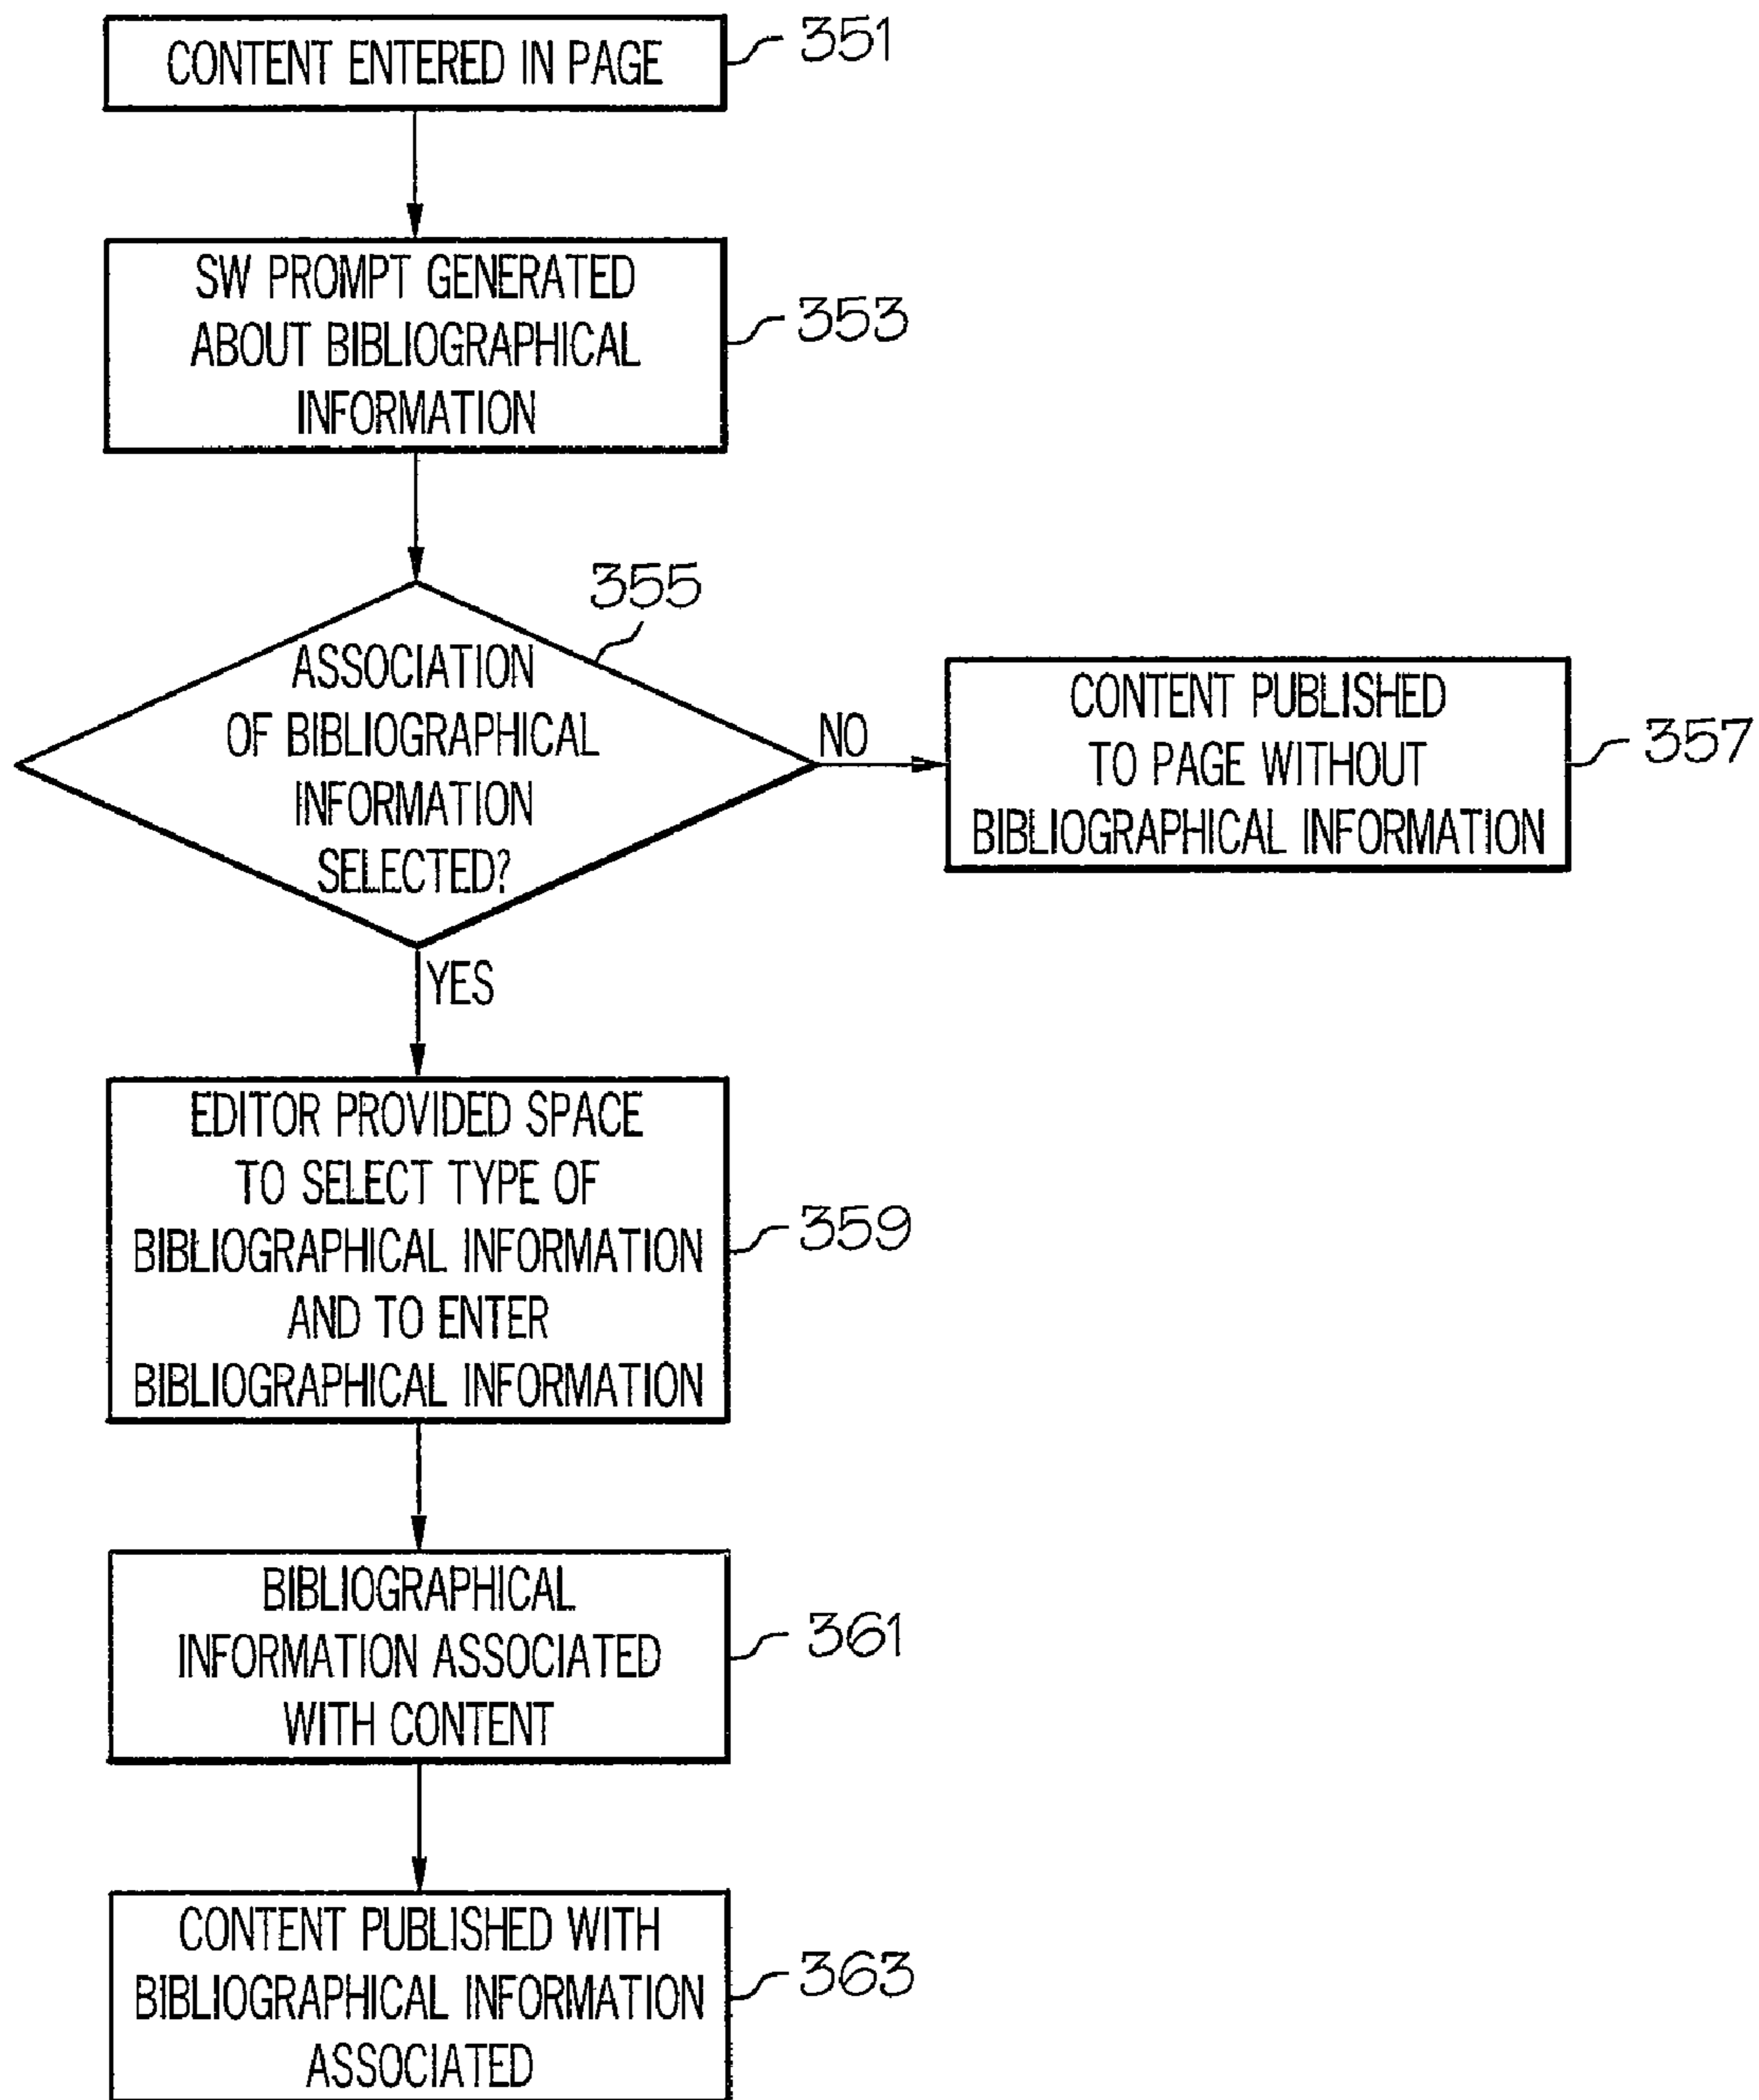 CONTENT ENTERED IN PAGE
351
SW PROMPT GENERATED
ABOUT BIBLIOGRAPHICAL
INFORMATION
353
355
ASSOCIATION
OF BIBLIOGRAPHICAL
INFORMATION
SELECTED?
NO
CONTENT PUBLISHED
TO PAGE WITHOUT
BIBLIOGRAPHICAL INFORMATION
357
YES
EDITOR PROVIDED SPACE
TO SELECT TYPE OF
BIBLIOGRAPHICAL INFORMATION
AND TO ENTER
BIBLIOGRAPHICAL INFORMATION
359
BIBLIOGRAPHICAL
INFORMATION ASSOCIATED
WITH CONTENT
361
CONTENT PUBLISHED WITH
BIBLIOGRAPHICAL INFORMATION
ASSOCIATED
363